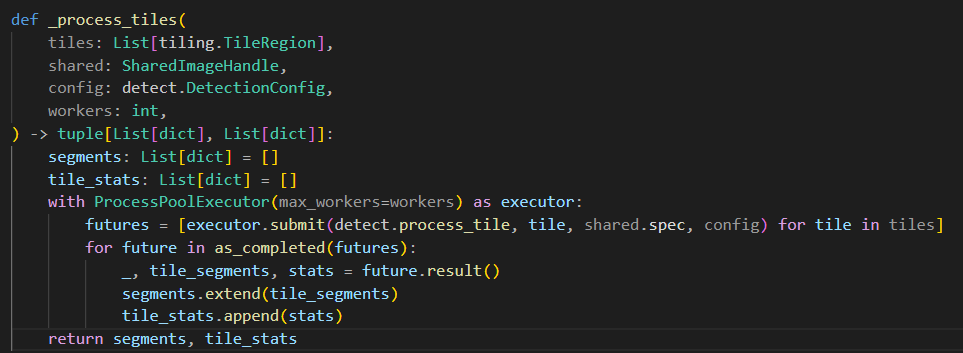 def _process_tiles(
    tiles: List[tiling.TileRegion],
    shared: SharedImageHandle,
    config: detect.DetectionConfig,
    workers: int,
) -> tuple[List[dict], List[dict]]:
    segments: List[dict] = []
    tile_stats: List[dict] = []
    with ProcessPoolExecutor(max_workers=workers) as executor:
        futures = [executor.submit(detect.process_tile, tile, shared.spec, config) for tile in tiles]
        for future in as_completed(futures):
            _, tile_segments, stats = future.result()
            segments.extend(tile_segments)
            tile_stats.append(stats)
    return segments, tile_stats